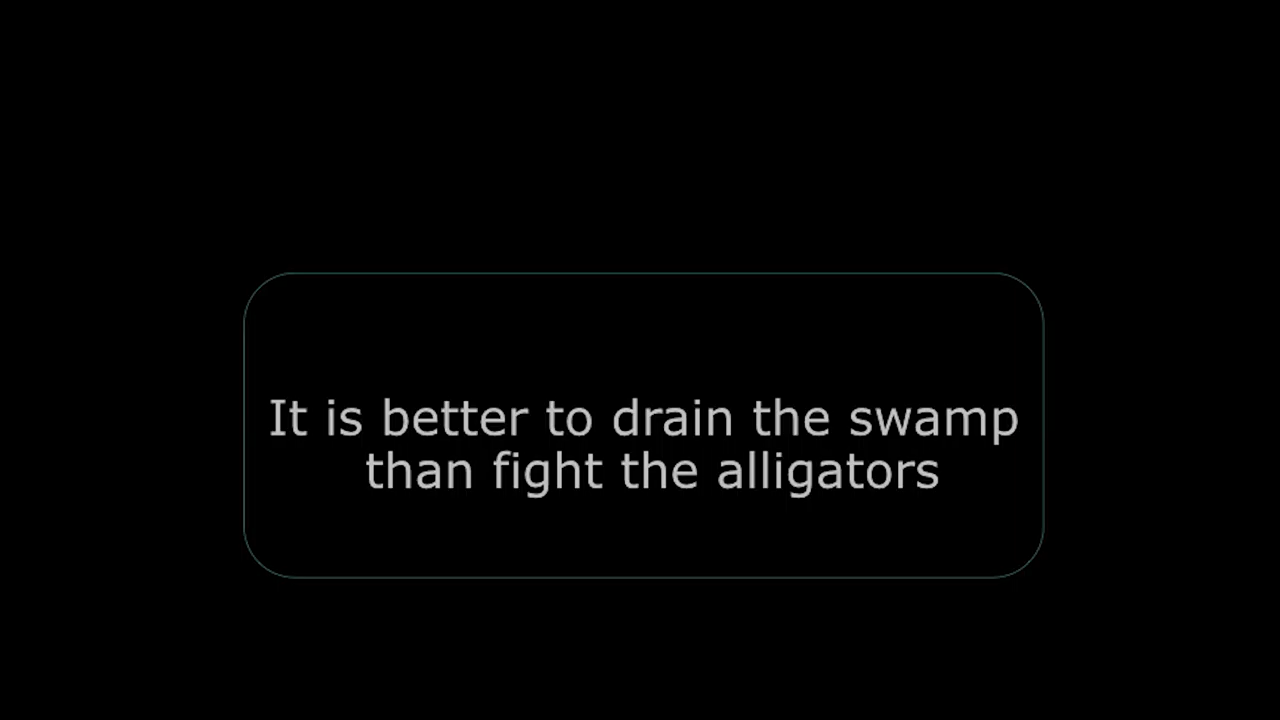 It is better to drain the swamp
than fight the alligators